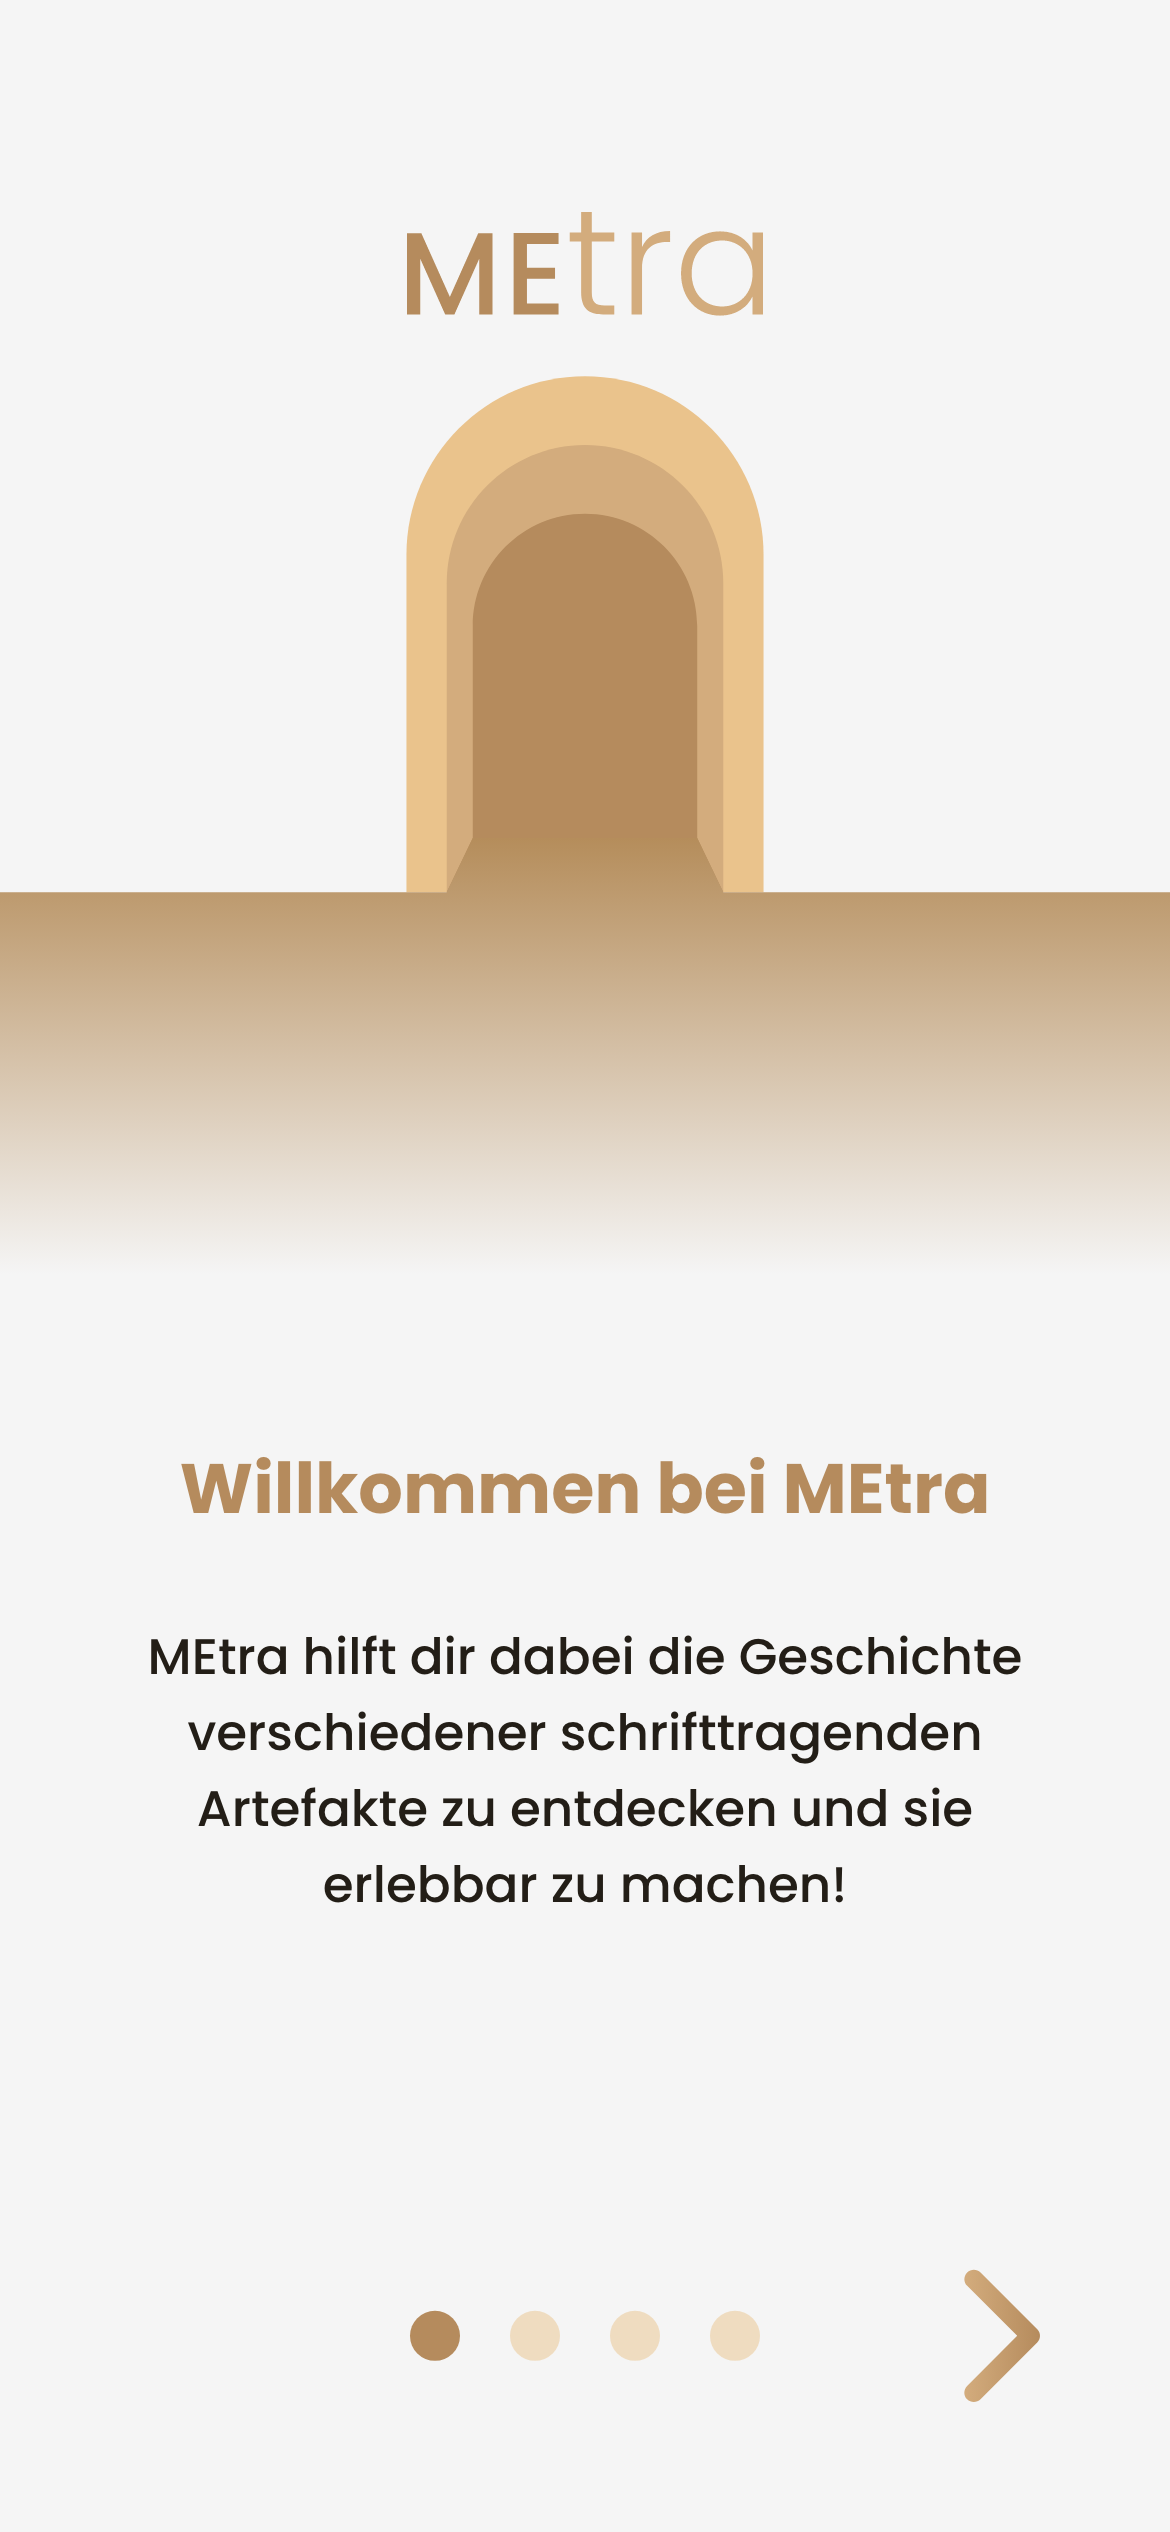 MEtra
Willkommen bei MEtra
MEtra hilft dir dabei die Geschichte
verschiedener schrifttragenden
Artefakte zu entdecken und sie
erlebbar zu machen!